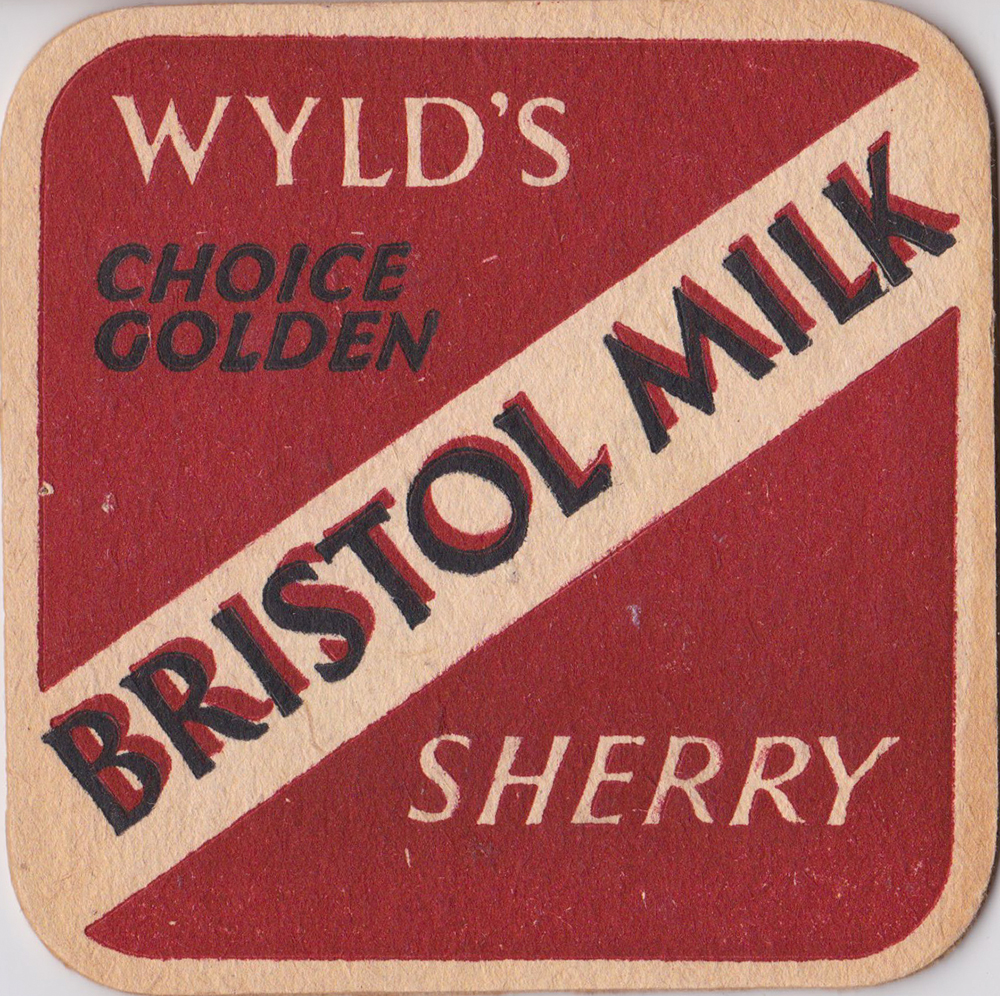 WYLD'S
CHOICE
GOLDEN
BRISTOL MILK
SHERRY